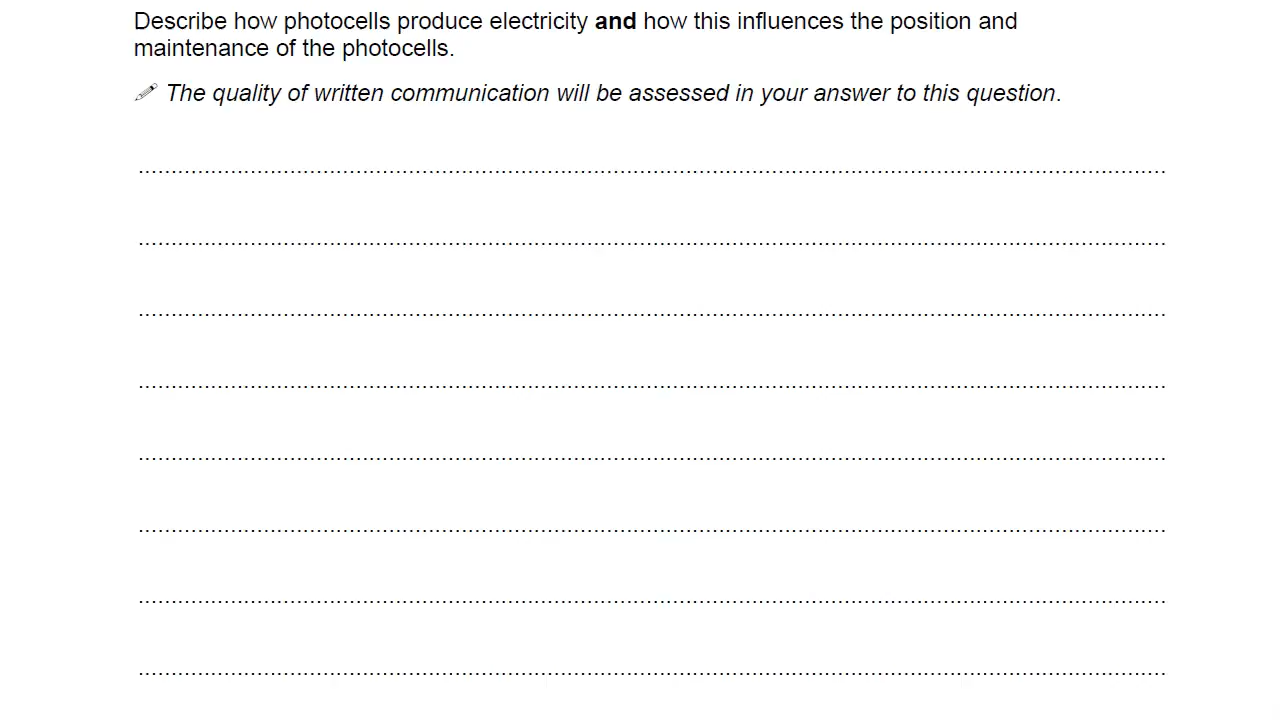 Describe how photocells produce electricity and how this influences the position and
maintenance of the photocells.
The quality of written communication will be assessed in your answer to this question.